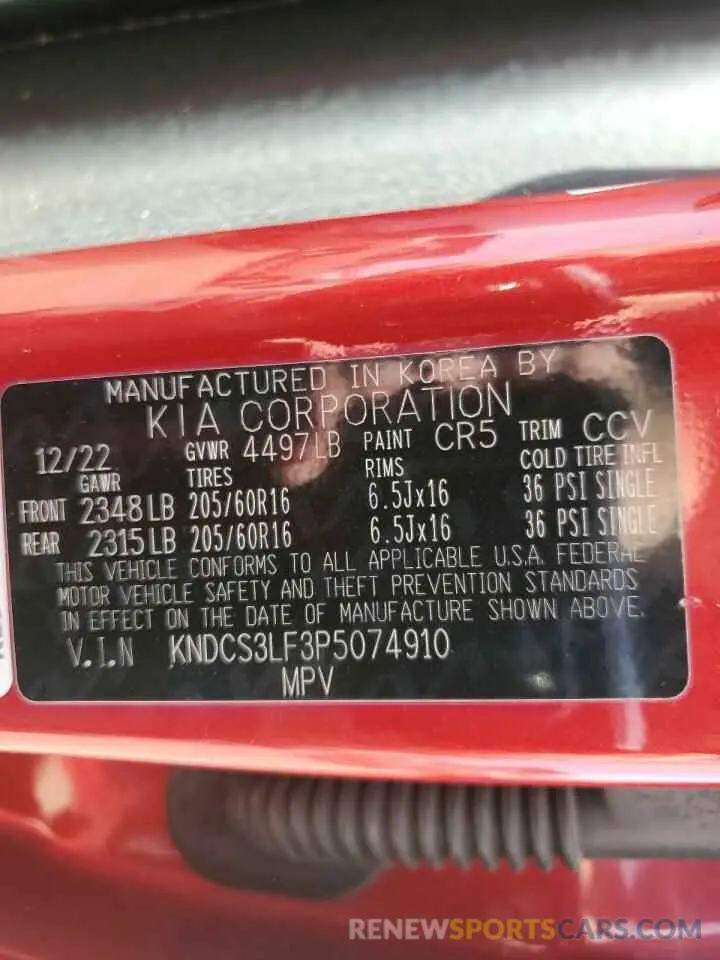 MANUFACTURED IN KOREA BY
KIA CORPORATION
12/22 GVWR 4497LB PAINT CR5 TRIM CCV
GAWR TIRES RIMS COLD TIRE INFL
FRONT 2348LB 205/60R16 6.5Jx16 36 PSI SINGLE
REAR 2315LB 205/60R16 6.5Jx16 36 PSI SINGLE
THIS VEHICLE CONFORMS TO ALL APPLICABLE U.S.A. FEDERAL
MOTOR VEHICLE SAFETY AND THEFT PREVENTION STANDARDS
IN EFFECT ON THE DATE OF MANUFACTURE SHOWN ABOVE.
V.I.N KNDCS3LF3P5074910
MPV
RENEWSPORTSCARS.COM